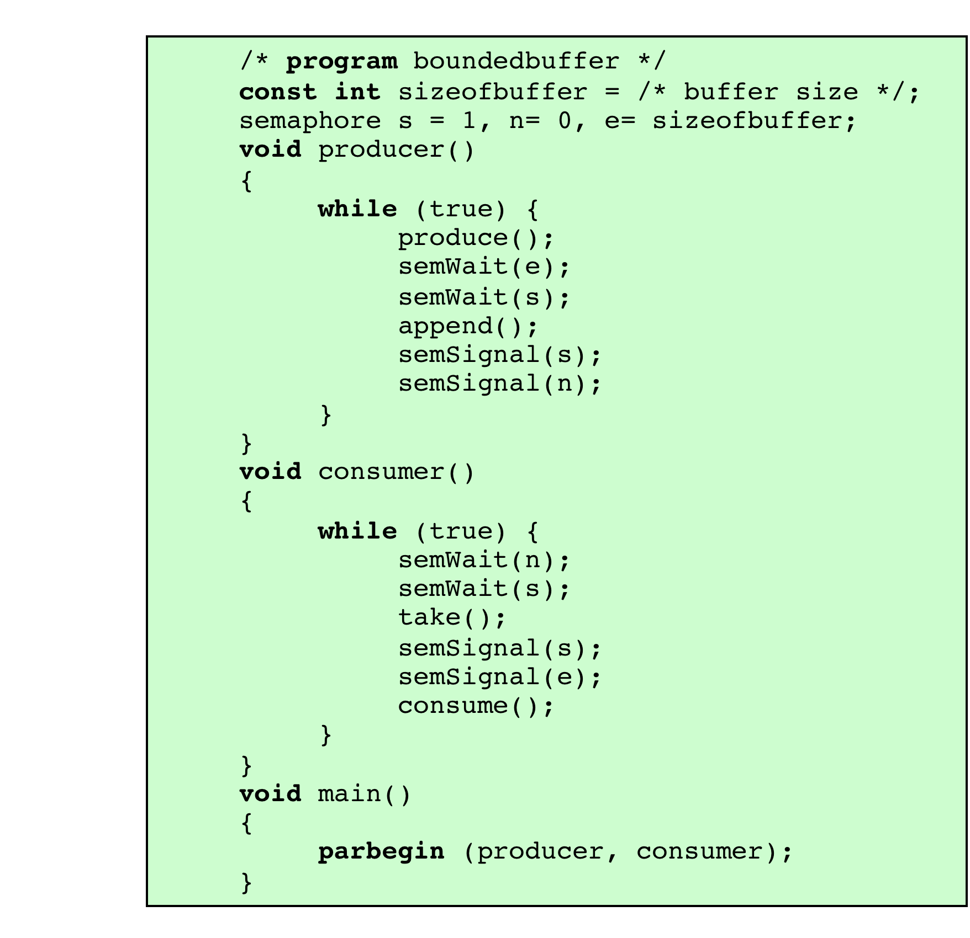 /* program boundedbuffer */
const int sizeofbuffer = /* buffer size */;
semaphore s = 1, n= 0, e= sizeofbuffer;
void producer()
{
while (true) {
produce();
semWait(e);
semWait(s);
append();
semSignal(s);
semSignal(n);
}
}
void consumer()
{
while (true) {
semWait(n);
semWait(s);
take();
semSignal(s);
semSignal(e);
consume();
}
}
void main()
{
parbegin (producer, consumer);
}